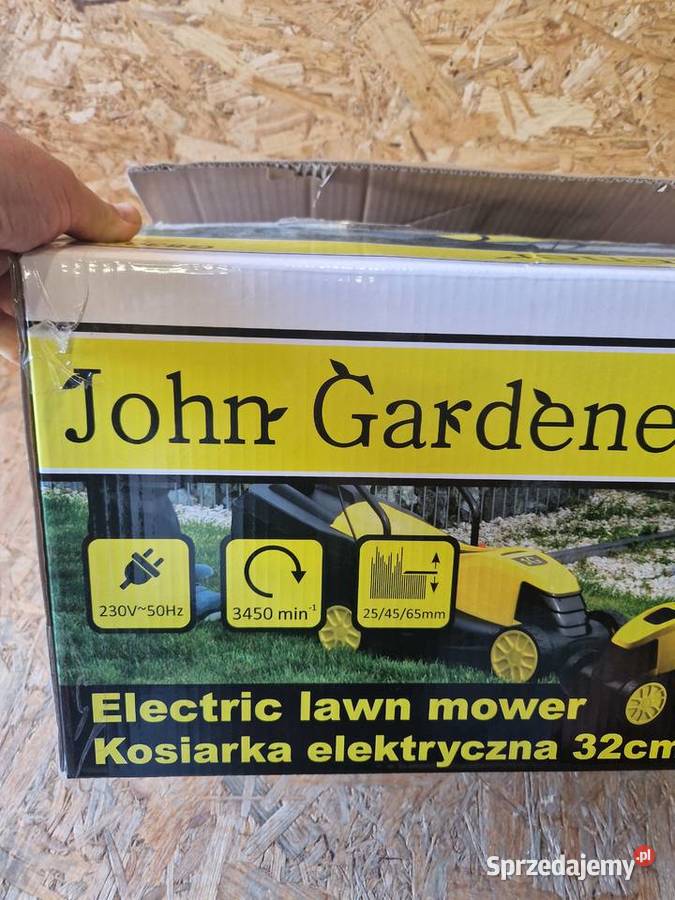 John Gardene
230V~50Hz
3450 min⁻¹
25/45/65mm
Electric lawn mower
Kosiarka elektryczna 32cm
Sprzedajemy.pl